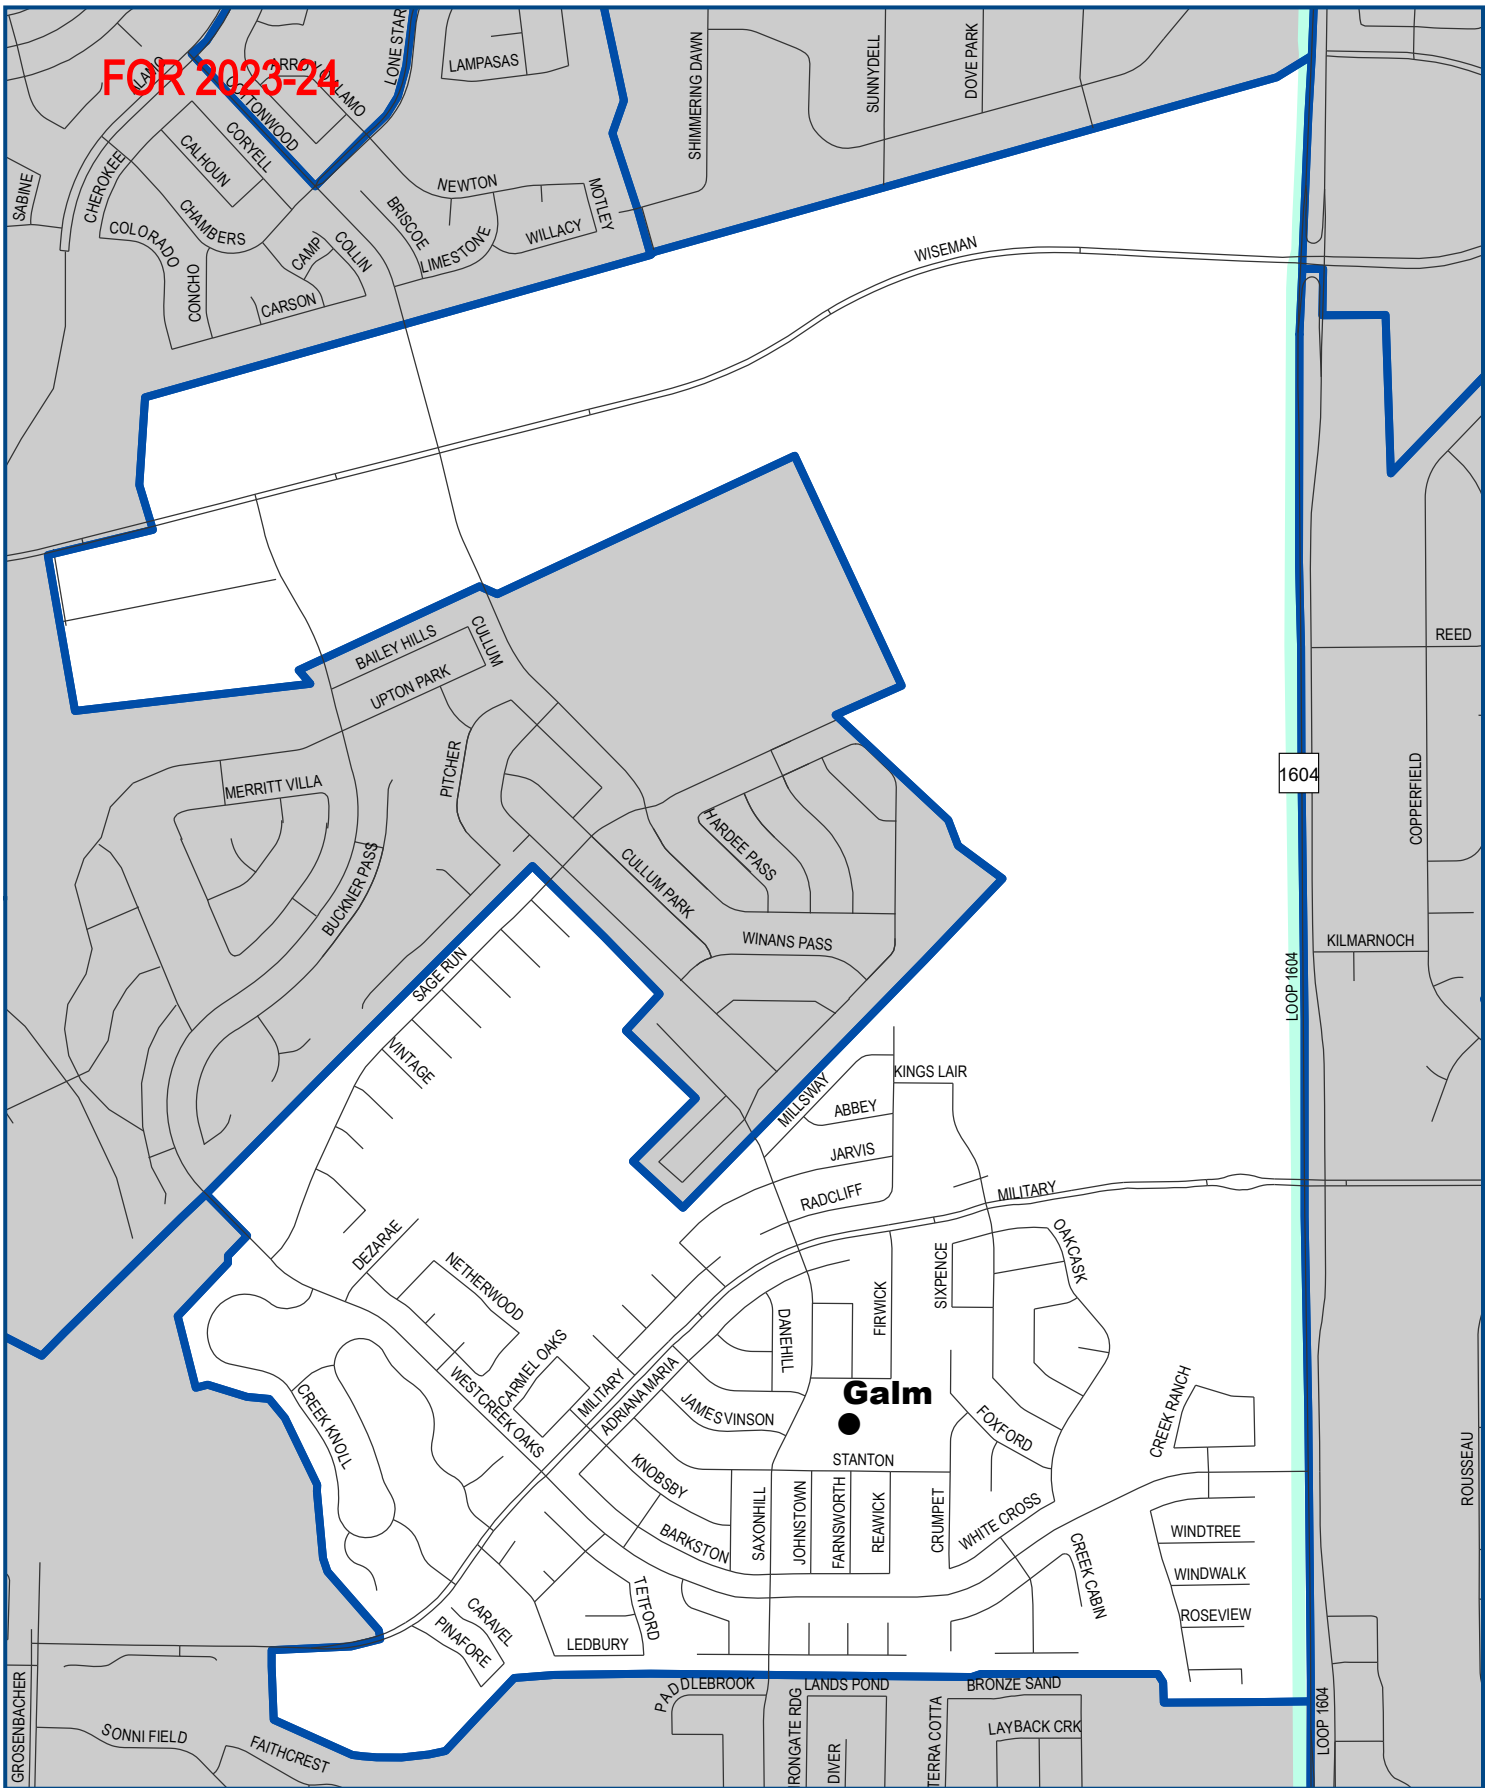 FOR 2023-24
ALAMO
ARROYO ALAMO
LONE STAR
LAMPASAS
SHIMMERING DAWN
SUNNYDELL
DOVE PARK
COTTONWOOD
CORYELL
CALHOUN
CHEROKEE
SABINE
CHAMBERS
COLORADO
CONCHO
CAMP
COLLIN
CARSON
BRISCOE
NEWTON
LIMESTONE
WILLACY
MOTLEY
WISEMAN
BAILEY HILLS
CULLUM
UPTON PARK
REED
PITCHER
MERRITT VILLA
BUCKNER PASS
HARDEE PASS
CULLUM PARK
WINANS PASS
1604
COPPERFIELD
KILMARNOCH
LOOP 1604
SAGE RUN
VINTAGE
MILLSWAY
KINGS LAIR
ABBEY
JARVIS
RADCLIFF
MILITARY
DEZARAE
NETHERWOOD
OAKCASK
SIXPENCE
FIRWICK
DANEHILL
CARMEL OAKS
WESTCREEK OAKS
MILITARY
ADRIANA MARIA
CREEK KNOLL
JAMES VINSON
Galm
STANTON
FOXFORD
CREEK RANCH
ROUSSEAU
KNOBSBY
BARKSTON
SAXONHILL
JOHNSTOWN
FARNSWORTH
REAWICK
CRUMPET
WHITE CROSS
CREEK CABIN
WINDTREE
WINDWALK
ROSEVIEW
TETFORD
CARAVEL
PINAFORE
LEDBURY
PADDLEBROOK
LANDS POND
BRONZE SAND
LAYBACK CRK
GROSENBACHER
SONNI FIELD
FAITHCREST
IRONGATE RDG
DIVER
TERRA COTTA
LOOP 1604